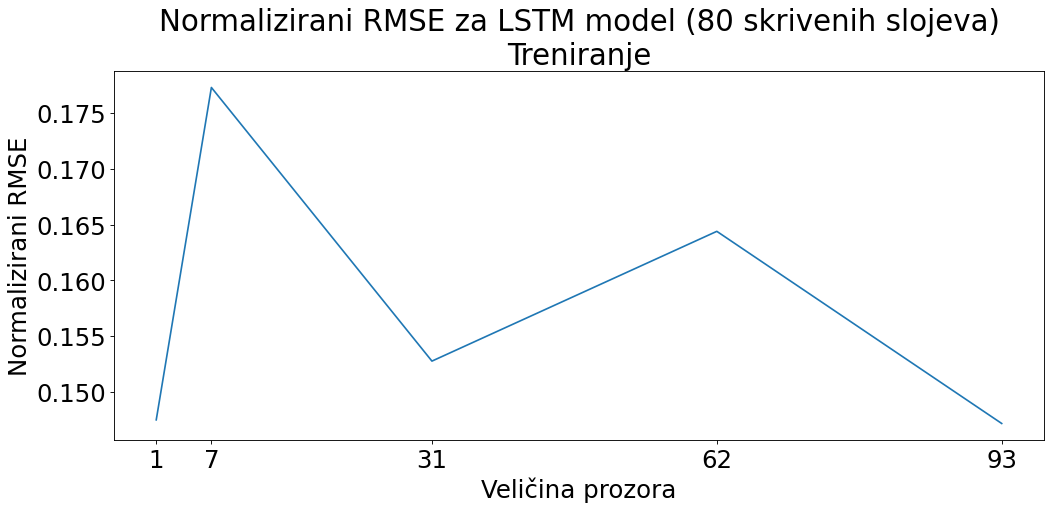 Normalizirani RMSE za LSTM model (80 skrivenih slojeva)
Treniranje
Normalizirani RMSE
0.175
0.170
0.165
0.160
0.155
0.150
1 7 31 62 93
Veličina prozora